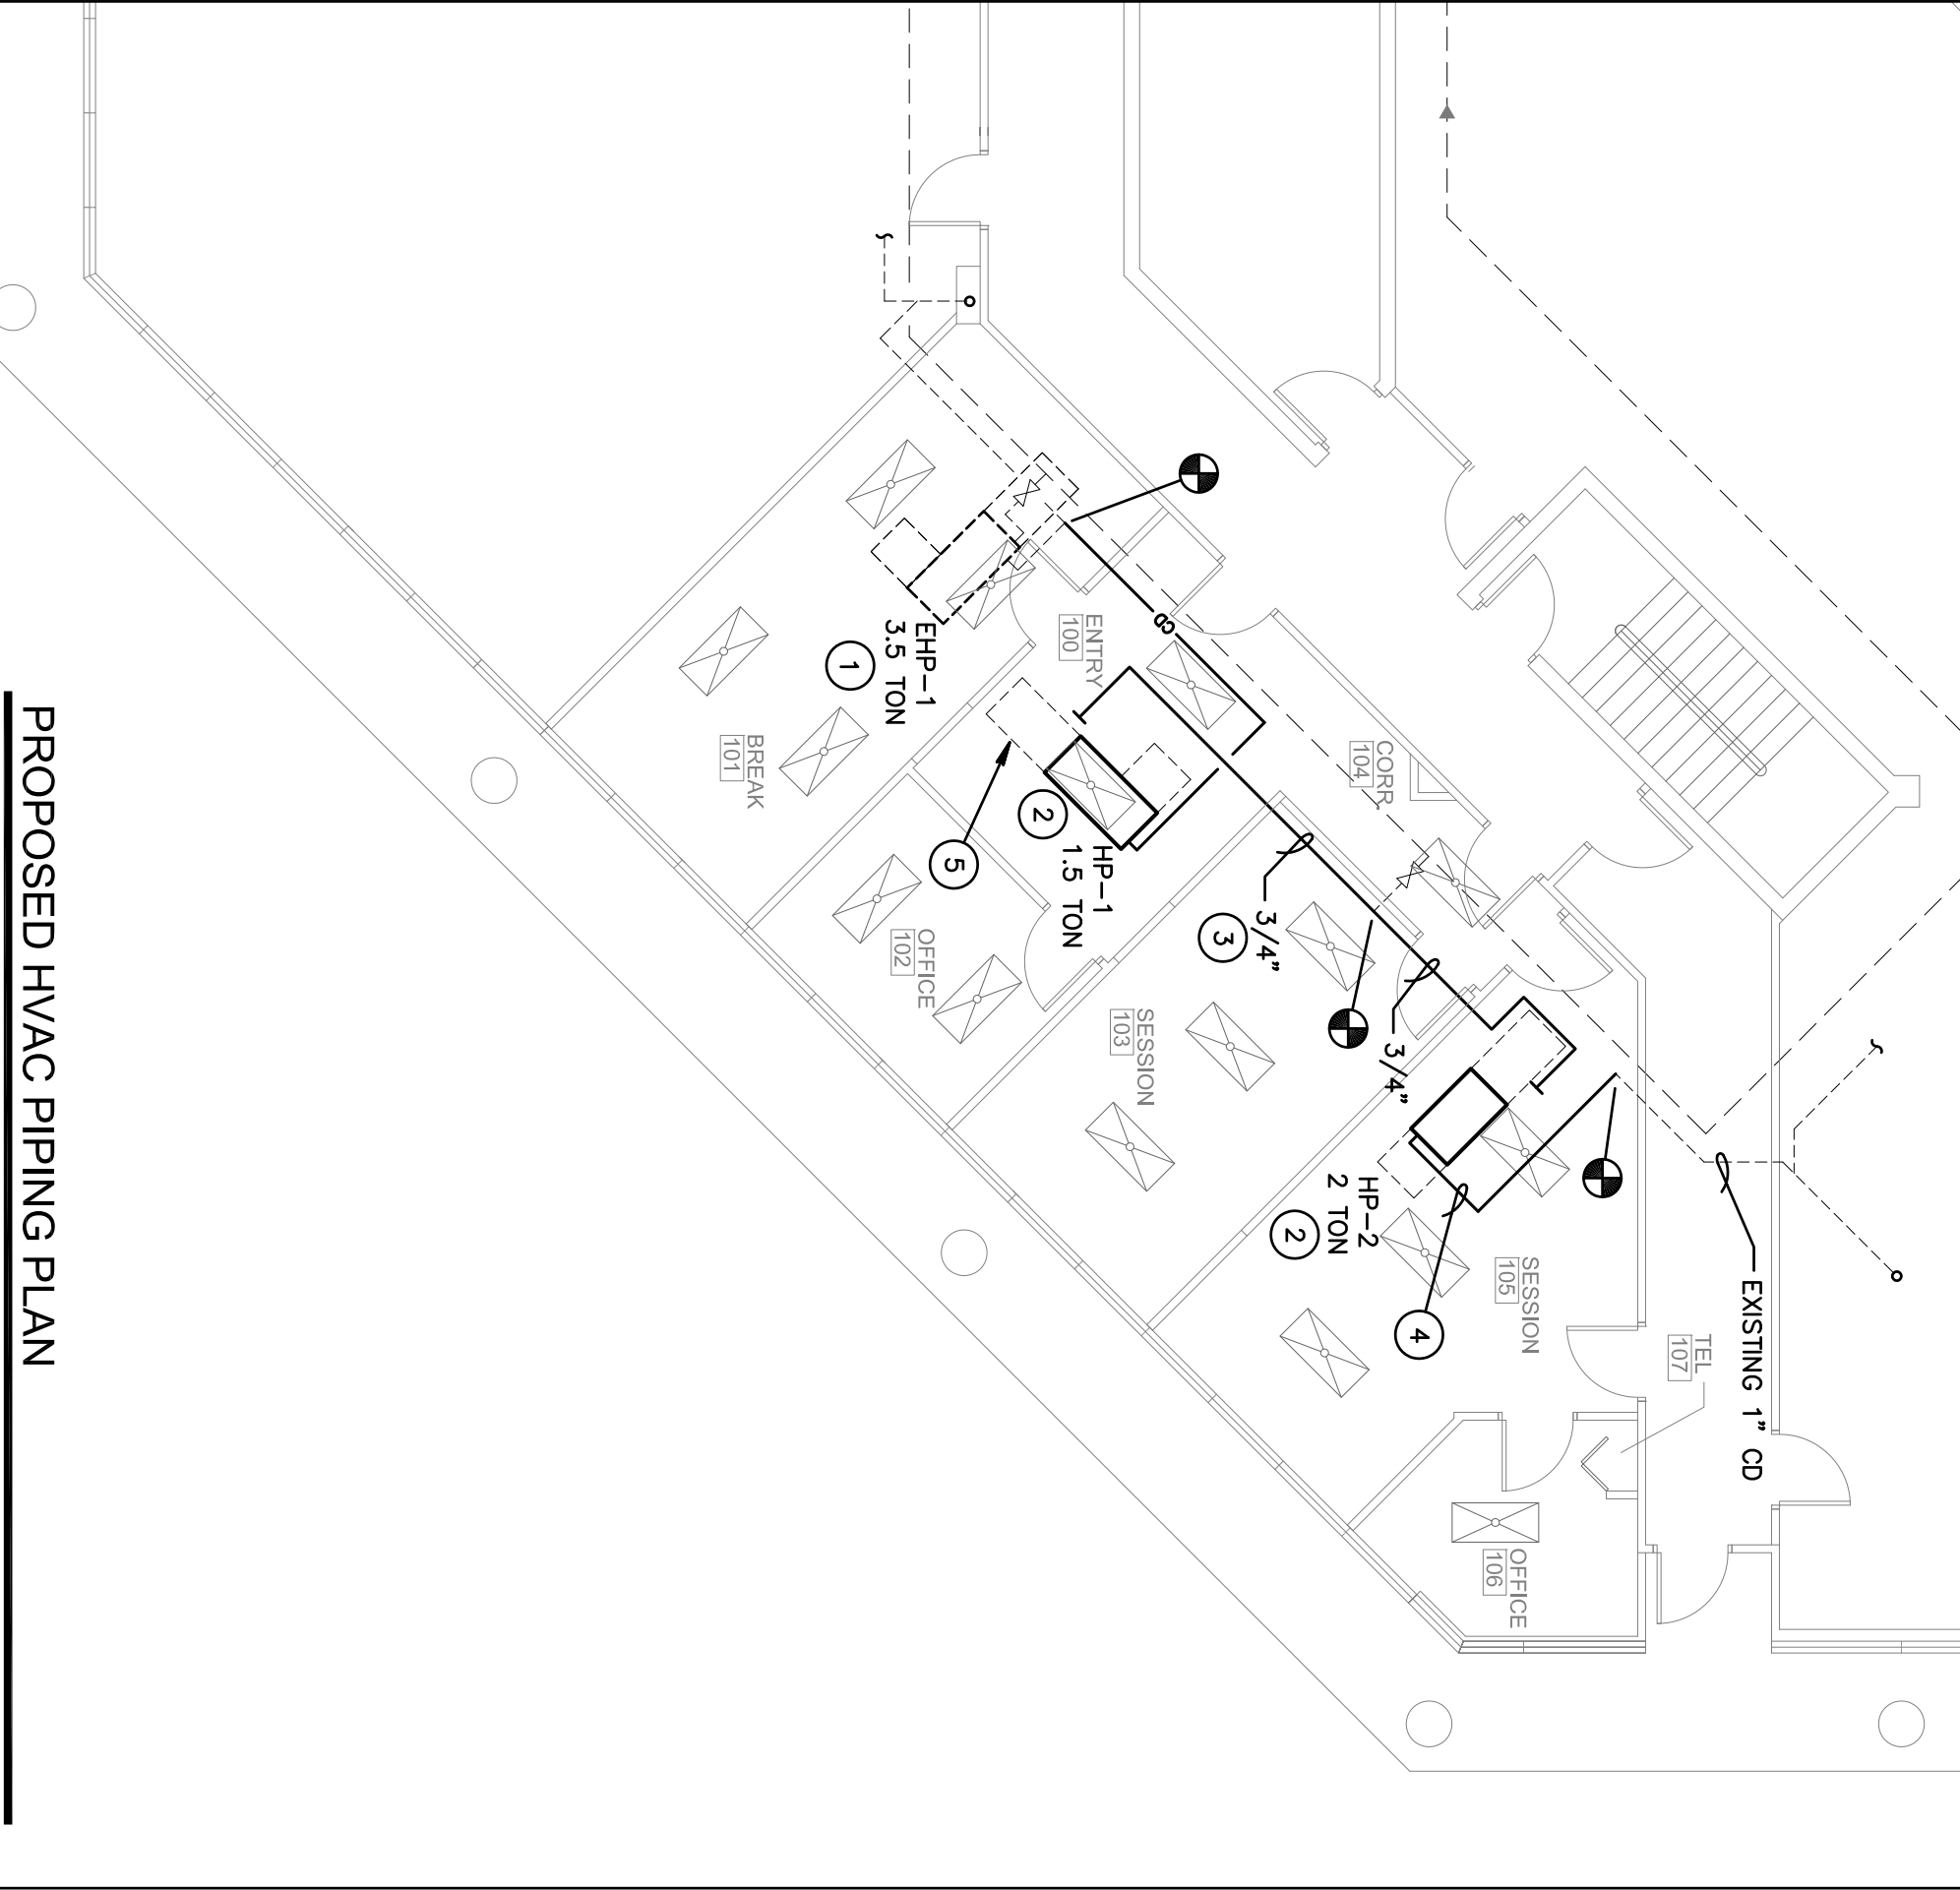 EXISTING 1" CD
TEL
107
SESSION
105
OFFICE
106
CORR.
104
CD
ENTRY
100
3/4"
3
3/4"
HP-2
2 TON
2
4
SESSION
103
HP-1
1.5 TON
2
5
EHP-1
3.5 TON
1
OFFICE
102
BREAK
101
PROPOSED HVAC PIPING PLAN